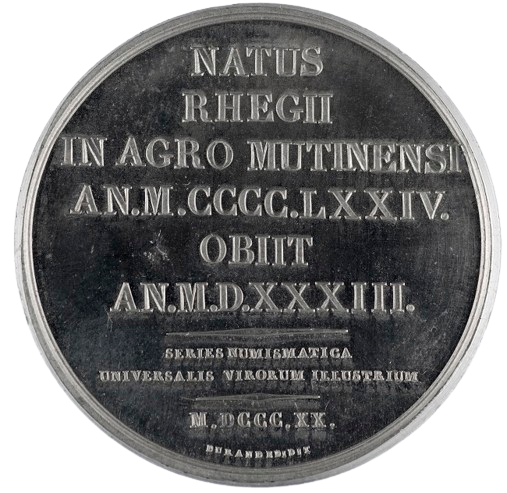 NATUS
RHEGII
IN AGRO MUTINENSI
AN.M.CCCC.LXXIV.
OBIIT
AN.M.D.XXXIII.
SERIES NUMISMATICA
UNIVERSALIS VIRORUM ILLUSTRIUM
M.DCCC.XX.
DURAND EDIDIT